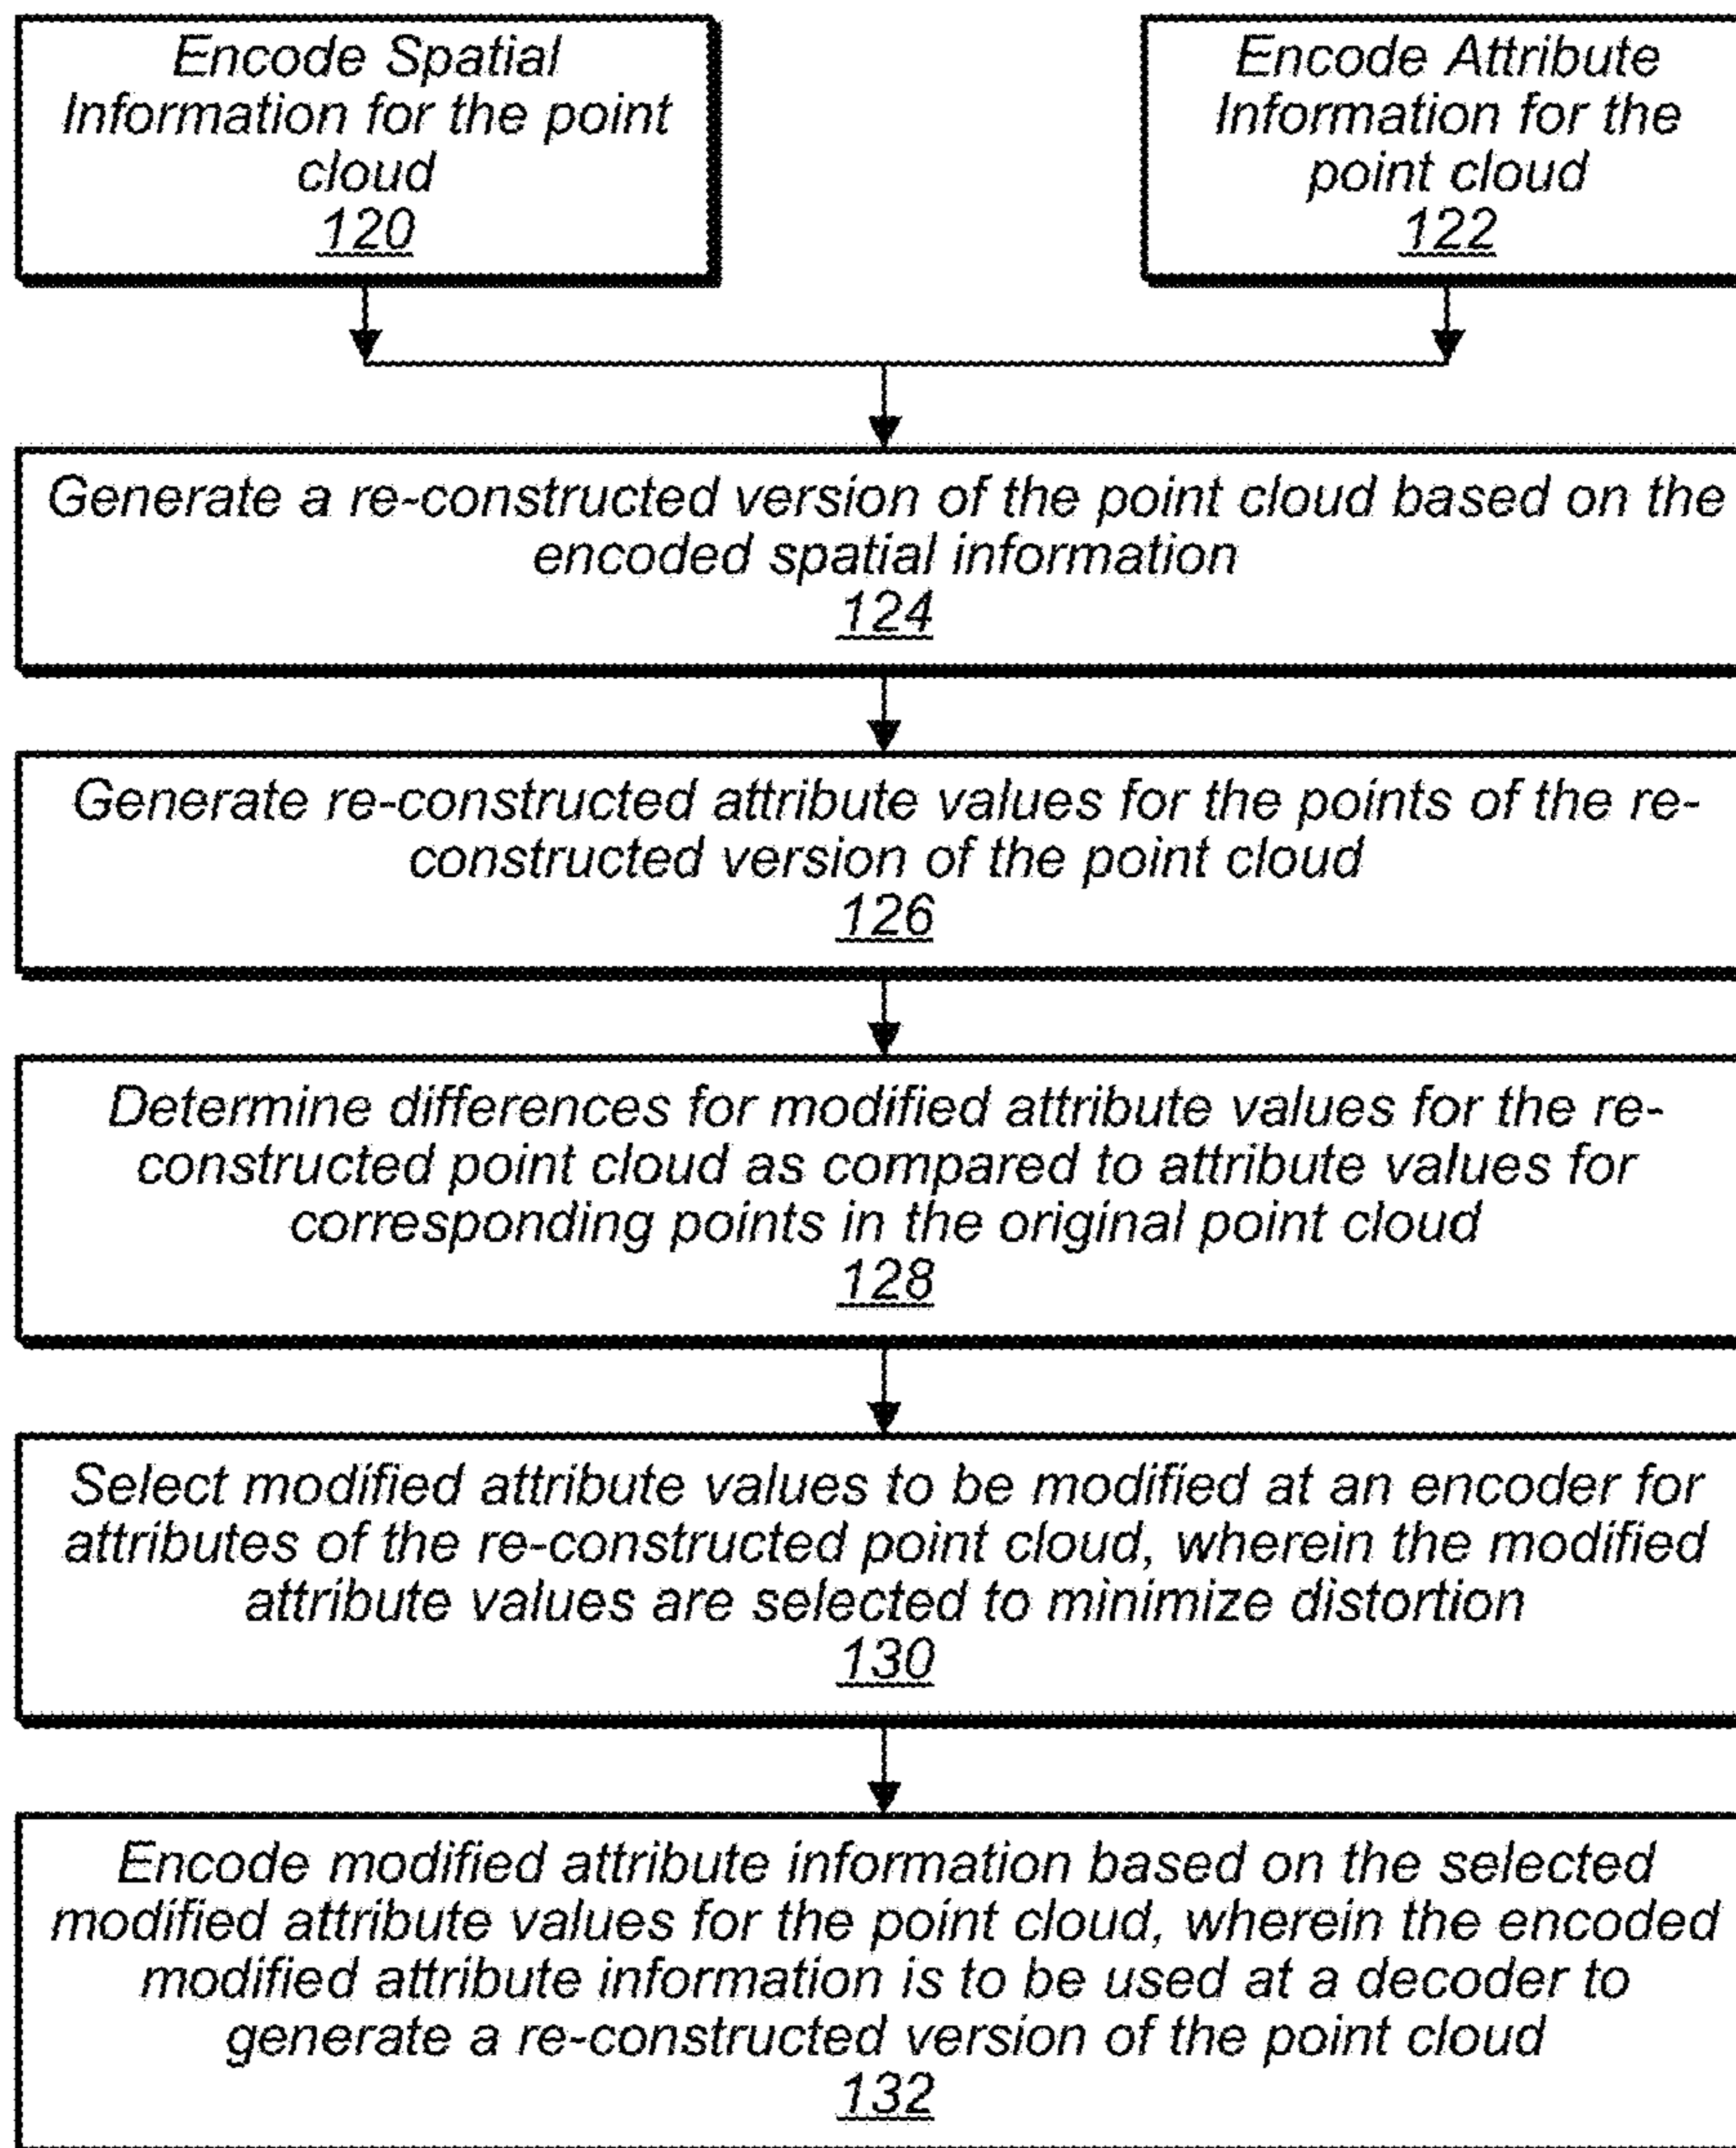 Encode Spatial
Information for the point
cloud
120
Encode Attribute
Information for the
point cloud
122
Generate a re-constructed version of the point cloud based on the
encoded spatial information
124
Generate re-constructed attribute values for the points of the re-
constructed version of the point cloud
126
Determine differences for modified attribute values for the re-
constructed point cloud as compared to attribute values for
corresponding points in the original point cloud
128
Select modified attribute values to be modified at an encoder for
attributes of the re-constructed point cloud, wherein the modified
attribute values are selected to minimize distortion
130
Encode modified attribute information based on the selected
modified attribute values for the point cloud, wherein the encoded
modified attribute information is to be used at a decoder to
generate a re-constructed version of the point cloud
132